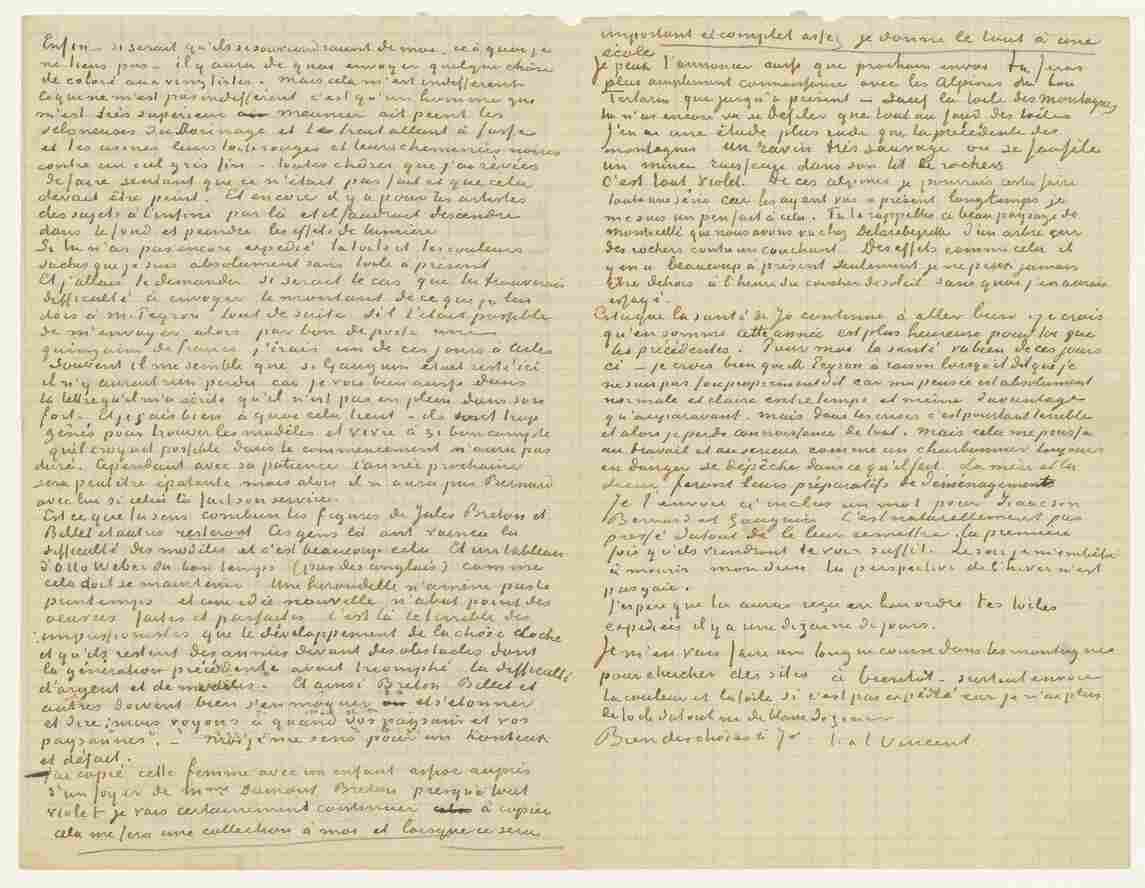 Enfin – si serait qu'ils se souviendraient de moi, ce à quoi je
ne tiens pas – il y aura de quoi envoyer quelque chose
de coloré aux vingtistes. Mais cela m'est indifférent.
Ce qui ne m'est pas indifférent c'est qu'un homme qui
m'est très supérieur Meunier ait peint les
sclôneuses du Borinage et le trait allant à la fosse
et les usines leurs toits rouges et leurs cheminées noires
contre un ciel gris fin – toutes choses que j'ai rêvées
de faire sentant que ce n'était pas fait et que cela
devait être peint. Et encore il y a pour les artistes
des sujets à l'infini par là et il faudrait descendre
dans le fond et peindre les effets de lumière
Si tu n'as pas encore expédié la toile et les couleurs
saches que je suis absolument sans toile à présent
Et j'allais te demander si serait le cas que tu trouverais
difficulté à envoyer le montant de ce que je lui
dois à M. Peyron tout de suite s'il t'était possible
de m'envoyer alors par bon de poste une
quinzaine de francs j'irais un de ces jours à Arles
Souvent il me semble que si Gauguin était resté ici
il n'y aurait rien perdu car je vois bien aussi dans
la lettre qu'il m'a écrite qu'il n'est pas en plein dans son
fort. Et je sais bien à quoi cela tient – ils sont trop
gênés pour trouver les modèles et vivre à si bon compte
qu'il croyait possible dans le commencement n'aura pas
duré. Cependant avec sa patience l'année prochaine
sera peut être épatante mais alors il n'aura pas Bernard
avec lui si celui là fait son service.
Est ce que tu sens combien les figures de Jules Breton et
Billet et autres resteront Ces gens là ont vaincu la
difficulté des modèles et c'est beaucoup cela. Et un tableau
d'Otto Weber du bon temps (pas des anglais) comme
cela doit se maintenir Une hirondelle n'amène pas le
printemps et une idée nouvelle n'abat point des
oeuvres faites et parfaites C'est là le terrible des
impressionistes que le développement de la chose cloche
et qu'ils restent des années devant des obstacles dont
la génération précédente avait triomphé la difficulté
d'argent et de modèles. Et ainsi Breton Billet et
autres doivent bien s'en moquer et s'étonner
et dire: "mais voyons à quand vos paysans et vos
paysannes". – Moi je me sens pour un honteux
et défait.
J'ai copié cette femme avec un enfant assise auprès
d'un foyer de mme Dumont Breton presque tout
violet je vais certainement continuer à copier
cela me fera une collection à moi et lorsque ce sera
important et complet assez je donne le tout à une
école
Je peux t'annoncer aussi que prochain envoi tu feras
plus amplement connaissance avec les Alpines du bon
Tartarin que jusqu'à présent – sauf la toile des montagnes
tu n'as encore vu se défiler que tout au fond des toiles
J'en ai une étude plus rude que la précédente des
montagnes un ravin très sauvage où se faufile
un mince ruisseau dans son lit de rochers
C'est tout violet. De ces alpines je pourrais certes faire
toute une série car les ayant vus à présent longtemps je
me suis un peu fait à cela. Tu te rappelles ce beau paysage de
Monticelli que nous avons vu chez Delarebeyrette d'un arbre sur
des rochers contre un couchant. Des effets comme cela il
y en a beaucoup à présent seulement je ne peux jamais
être dehors à l'heure du coucher de soleil sans quoi j'en aurais
essayé.
Est ce que la santé de Jo continue à aller bien je crois
qu'en somme cette année est plus heureuse pour toi que
les précédentes. Pour moi la santé va bien de ces jours
ci – je crois bien que M Peyron a raison lorsqu'il dit que je
ne suis pas fou proprement dit car ma pensée est absolument
normale et claire entre temps et même davantage
qu'auparavant. Mais dans les crises c'est pourtant terrible
et alors je perds connaissance de tout. Mais cela me pousse
au travail et au sérieux comme un charbonnier toujours
en danger se dépêche dans ce qu'il fait. La mère et la
soeur feront leurs préparatifs de déménagement
Je t'envoie ci inclus un mot pour Isaäcson
Bernard et Gauguin C'est naturellement pas
pressé du tout de le leur remettre la première
fois qu'ils viendront te voir suffit. Le soir je m'embête
à mourir mon dieu la perspective de l'hiver n'est
pas gaie.
J'espère que tu auras reçu en bon ordre les toiles
expédiées il y a une dizaine de jours.
Je m'en vais faire une longue course dans les montagnes
pour chercher des sites à bientôt – surtout envoie
la couleur et la toile si c'est pas expédié car je n'ai plus
de toile du tout ni de blanc de zinc
Bien des choses à Jo t. à t. Vincent